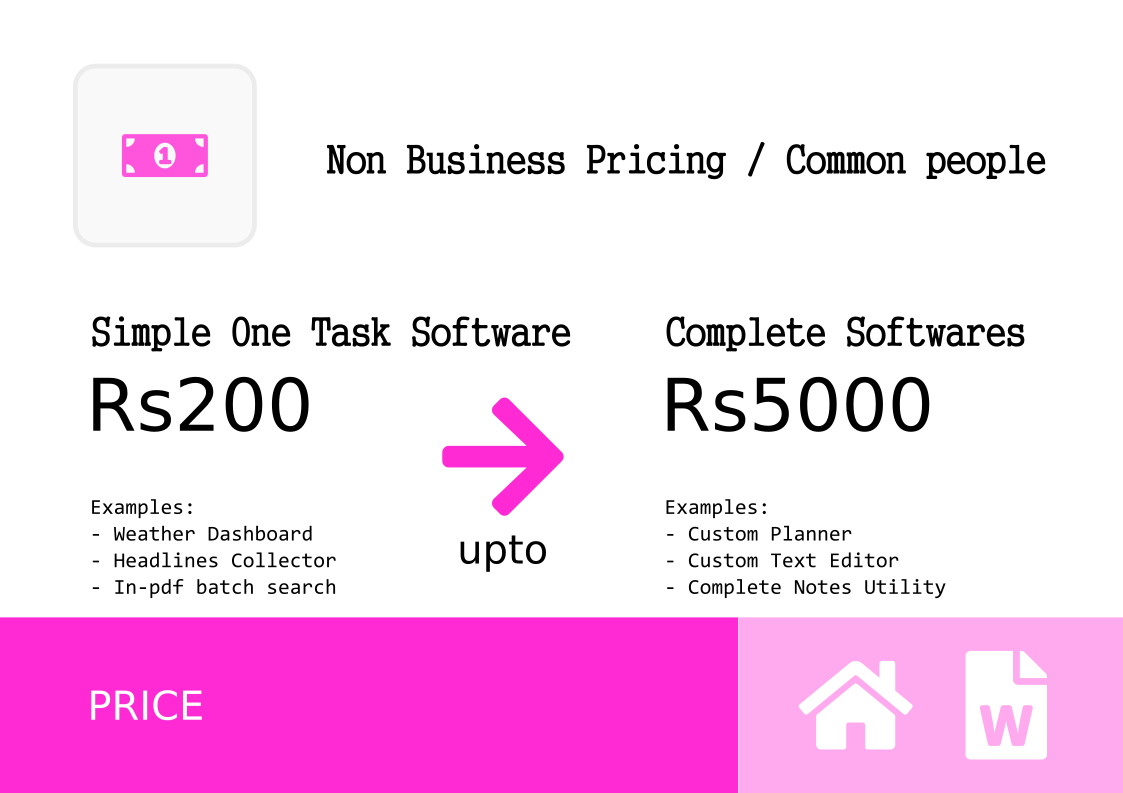 1
Non Business Pricing / Common people
Simple One Task Software
Rs200
Examples:
- Weather Dashboard
- Headlines Collector
- In-pdf batch search
upto
Complete Softwares
Rs5000
Examples:
- Custom Planner
- Custom Text Editor
- Complete Notes Utility
PRICE
W